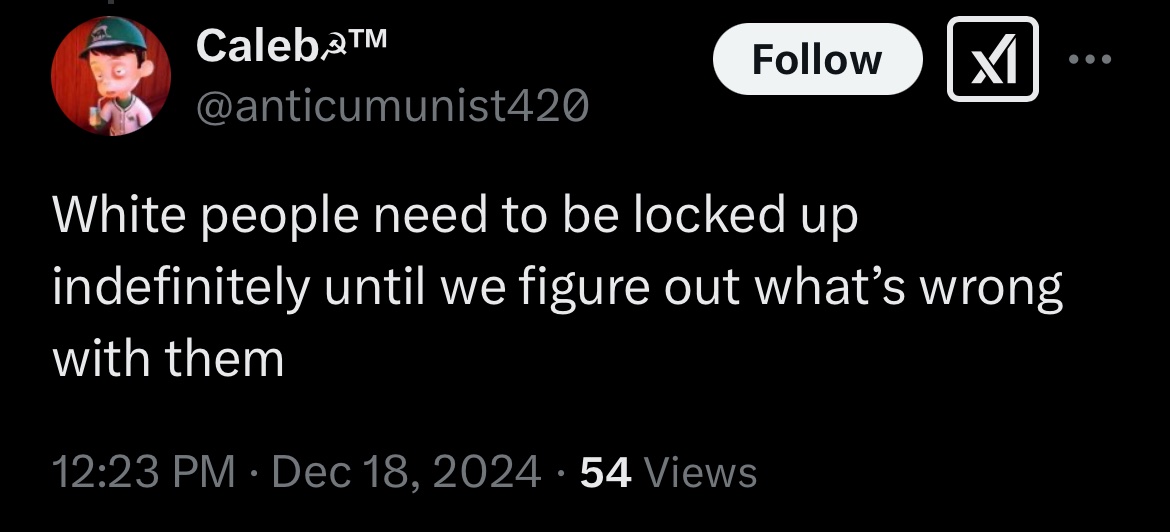 Caleb☭™
@anticumunist420
Follow
White people need to be locked up
indefinitely until we figure out what’s wrong
with them
12:23 PM · Dec 18, 2024 · 54 Views